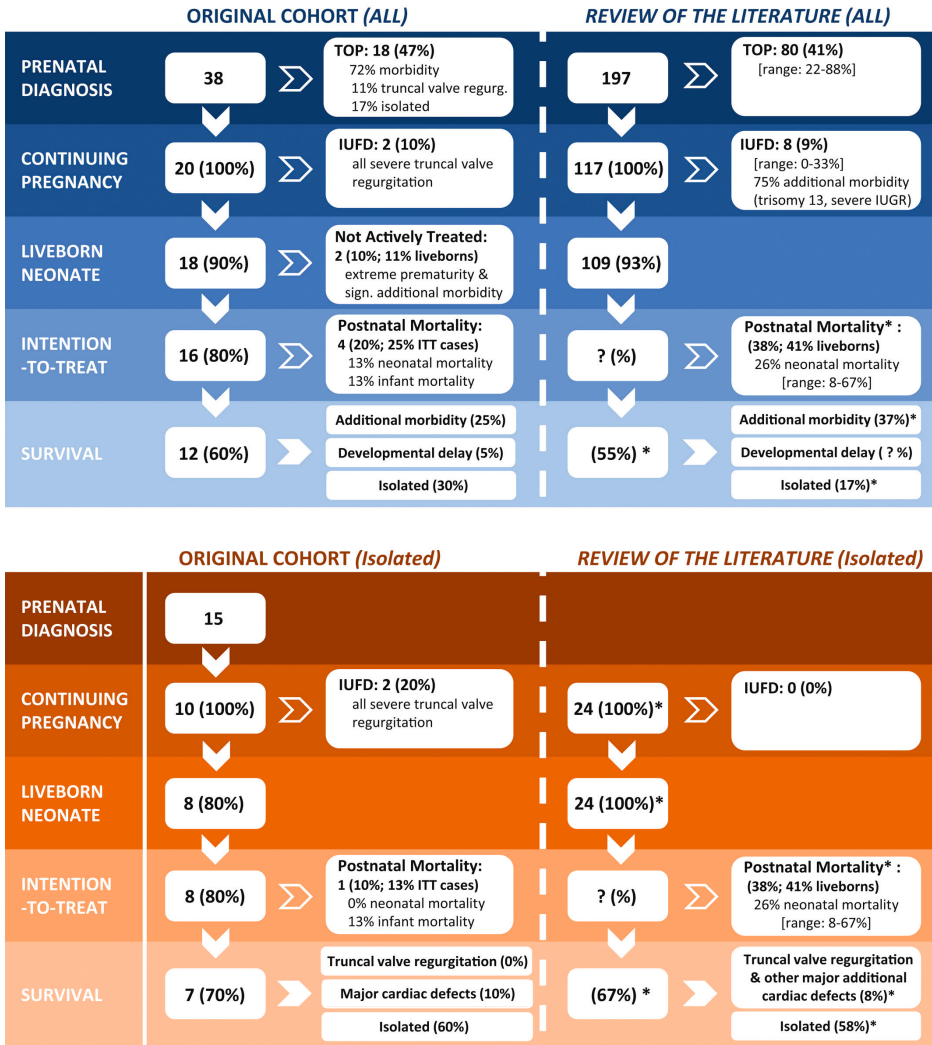 ORIGINAL COHORT (ALL)
REVIEW OF THE LITERATURE (ALL)
PRENATAL
DIAGNOSIS
38
TOP: 18 (47%)
72% morbidity
11% truncal valve regurg.
17% isolated
197
TOP: 80 (41%)
[range: 22-88%]
CONTINUING
PREGNANCY
20 (100%)
IUFD: 2 (10%)
all severe truncal valve
regurgitation
117 (100%)
IUFD: 8 (9%)
[range: 0-33%]
75% additional morbidity
(trisomy 13, severe IUGR)
LIVEBORN
NEONATE
18 (90%)
Not Actively Treated:
2 (10%; 11% liveborns)
extreme prematurity &
sign. additional morbidity
109 (93%)
INTENTION
-TO-TREAT
16 (80%)
Postnatal Mortality:
4 (20%; 25% ITT cases)
13% neonatal mortality
13% infant mortality
? (%)
Postnatal Mortality* :
(38%; 41% liveborns)
26% neonatal mortality
[range: 8-67%]
SURVIVAL
12 (60%)
Additional morbidity (25%)
Developmental delay (5%)
Isolated (30%)
(55%) *
Additional morbidity (37%)*
Developmental delay ( ? %)
Isolated (17%)*
ORIGINAL COHORT (Isolated)
REVIEW OF THE LITERATURE (Isolated)
PRENATAL
DIAGNOSIS
15
CONTINUING
PREGNANCY
10 (100%)
IUFD: 2 (20%)
all severe truncal valve
regurgitation
24 (100%)*
IUFD: 0 (0%)
LIVEBORN
NEONATE
8 (80%)
24 (100%)*
INTENTION
-TO-TREAT
8 (80%)
Postnatal Mortality:
1 (10%; 13% ITT cases)
0% neonatal mortality
13% infant mortality
? (%)
Postnatal Mortality* :
(38%; 41% liveborns)
26% neonatal mortality
[range: 8-67%]
SURVIVAL
7 (70%)
Truncal valve regurgitation (0%)
Major cardiac defects (10%)
Isolated (60%)
(67%) *
Truncal valve regurgitation
& other major additional
cardiac defects (8%)*
Isolated (58%)*